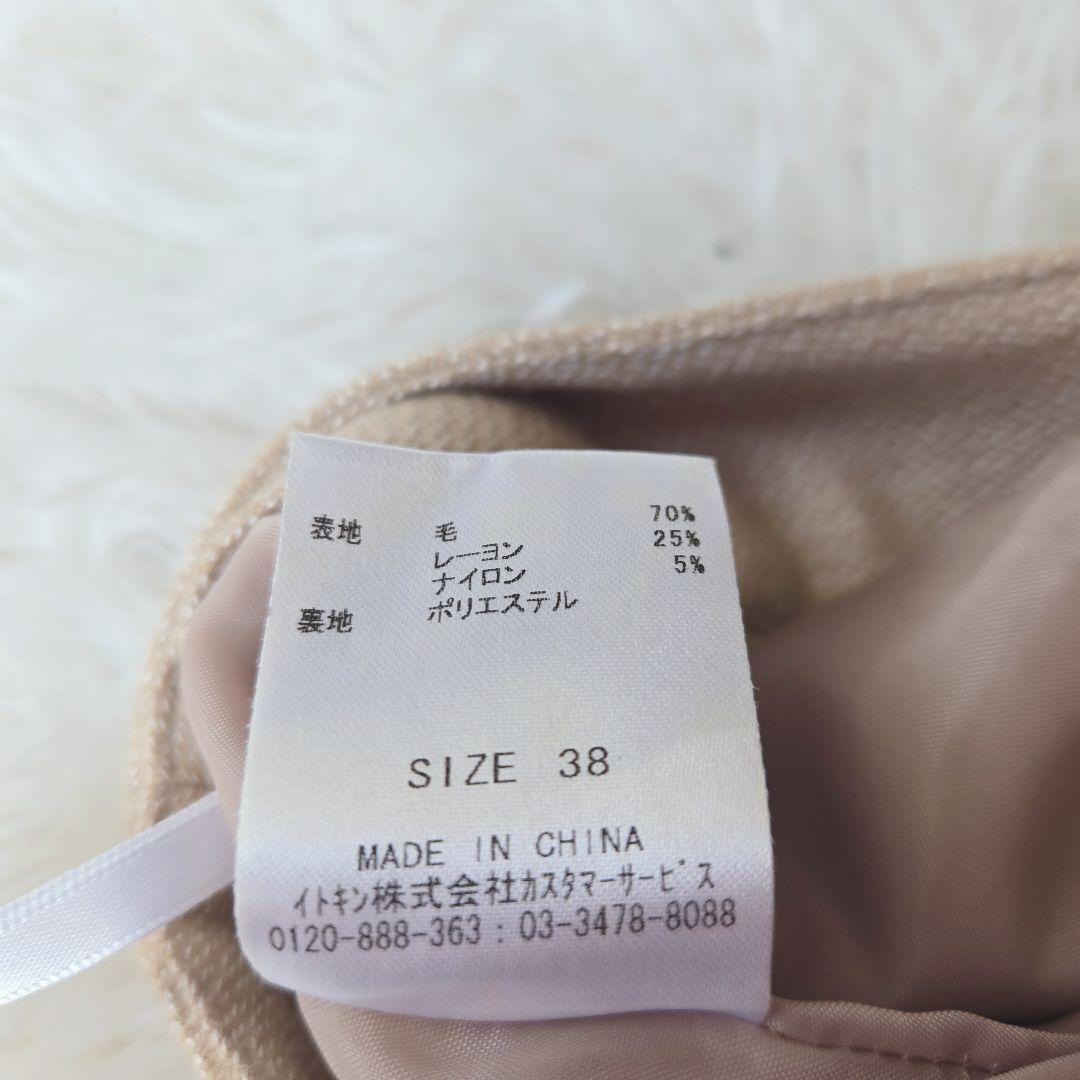 表地 毛 70%
レーヨン 25%
ナイロン 5%
裏地 ポリエステル
SIZE 38
MADE IN CHINA
イトキン株式会社カスタマーサービス
0120-888-363 : 03-3478-8088